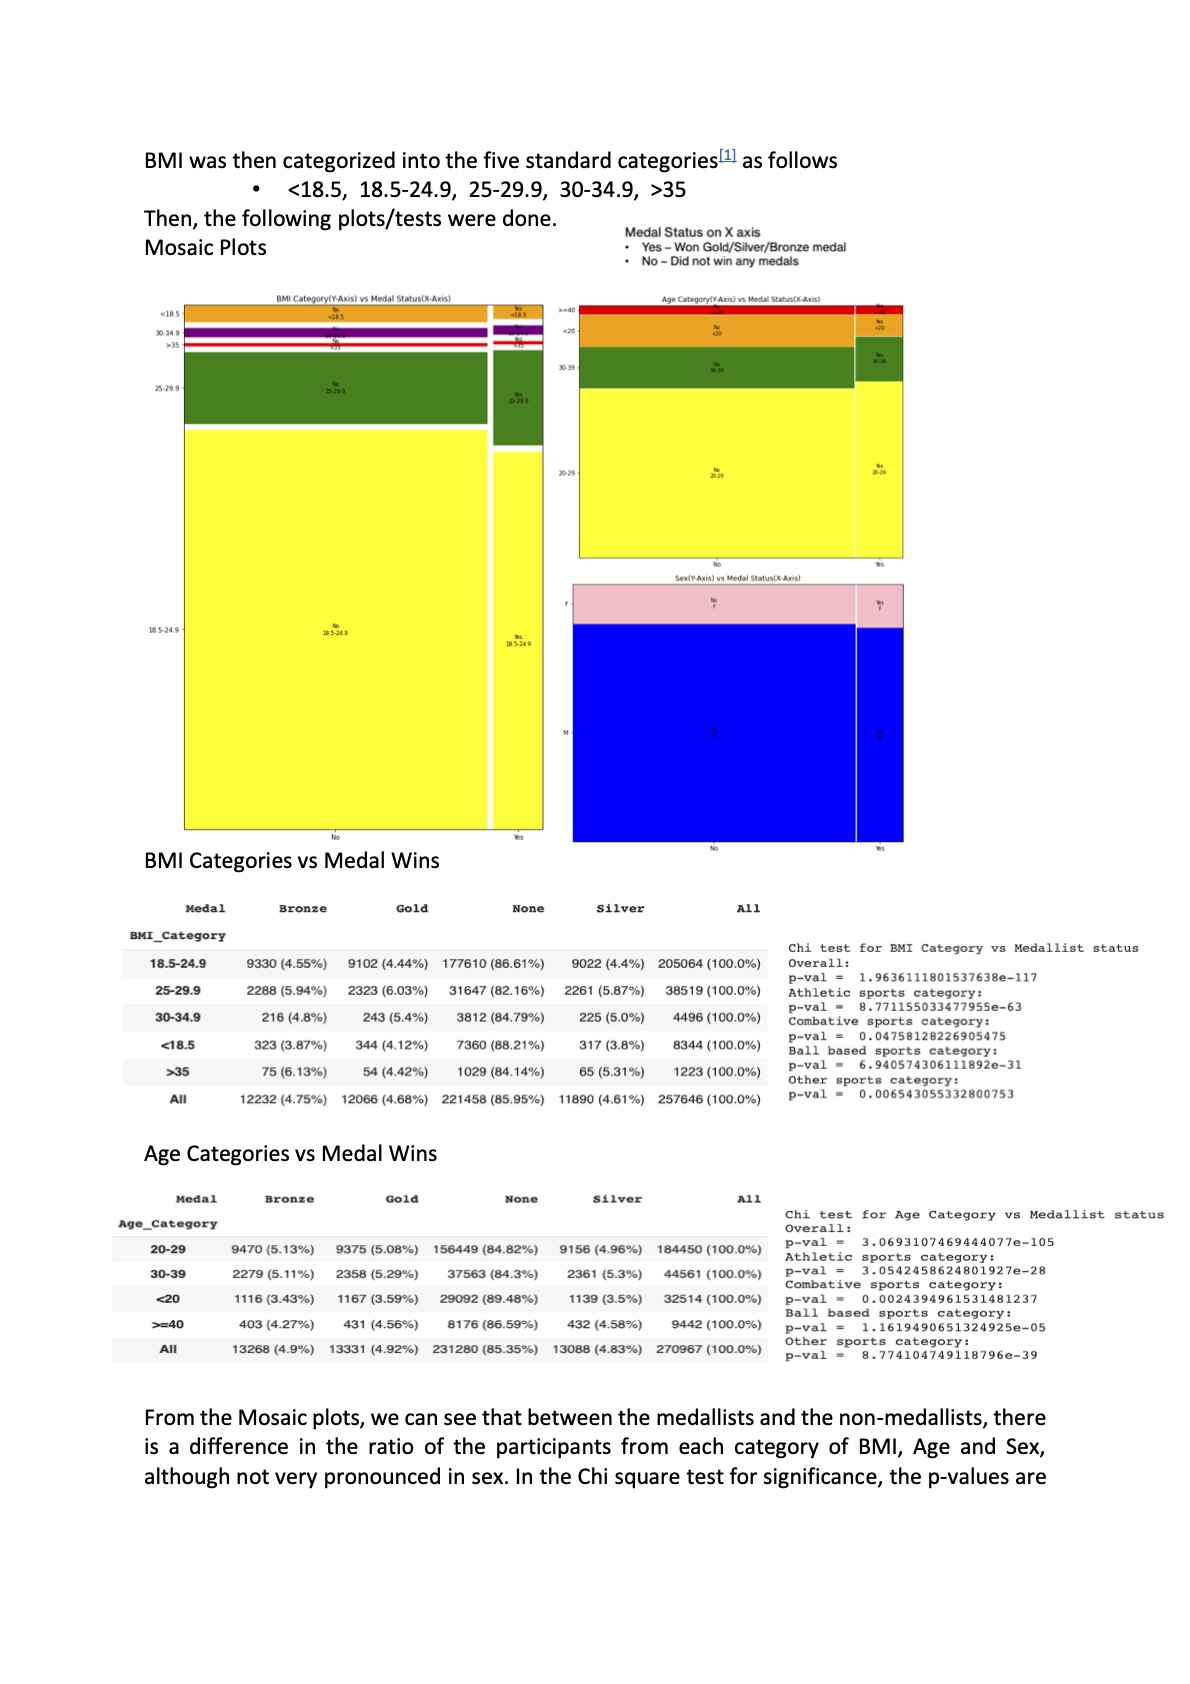 BMI was then categorized into the five standard categories[1] as follows
• <18.5, 18.5-24.9, 25-29.9, 30-34.9, >35
Then, the following plots/tests were done.
Mosaic Plots
Medal Status on X axis
• Yes – Won Gold/Silver/Bronze medal
• No – Did not win any medals
BMI Category(Y-Axis) vs Medal Status(X-Axis)
<18.5
30-34.9
>35
25-29.9
18.5-24.9
No
<18.5
Yes
<18.5
No
>35
Yes
>35
No
25-29.9
Yes
25-29.9
No
18.5-24.9
Yes
18.5-24.9
No
Yes
Age Category(Y-Axis) vs Medal Status(X-Axis)
>=40
<20
30-39
20-29
No
<20
Yes
<20
No
30-39
Yes
30-39
No
20-29
Yes
20-29
No
Yes
Sex(Y-Axis) vs Medal Status(X-Axis)
F
M
No
F
Yes
F
No
Yes
BMI Categories vs Medal Wins
Medal Bronze Gold None Silver All
BMI_Category
18.5-24.9 9330 (4.55%) 9102 (4.44%) 177610 (86.61%) 9022 (4.4%) 205064 (100.0%)
25-29.9 2288 (5.94%) 2323 (6.03%) 31647 (82.16%) 2261 (5.87%) 38519 (100.0%)
30-34.9 216 (4.8%) 243 (5.4%) 3812 (84.79%) 225 (5.0%) 4496 (100.0%)
<18.5 323 (3.87%) 344 (4.12%) 7360 (88.21%) 317 (3.8%) 8344 (100.0%)
>35 75 (6.13%) 54 (4.42%) 1029 (84.14%) 65 (5.31%) 1223 (100.0%)
All 12232 (4.75%) 12066 (4.68%) 221458 (85.95%) 11890 (4.61%) 257646 (100.0%)
Chi test for BMI Category vs Medallist status
Overall:
p-val = 1.9636111801537638e-117
Athletic sports category:
p-val = 8.771155033477955e-63
Combative sports category:
p-val = 0.04758128226905475
Ball based sports category:
p-val = 6.940574306111892e-31
Other sports category:
p-val = 0.006543055332800753
Age Categories vs Medal Wins
Medal Bronze Gold None Silver All
Age_Category
20-29 9470 (5.13%) 9375 (5.08%) 156449 (84.82%) 9156 (4.96%) 184450 (100.0%)
30-39 2279 (5.11%) 2358 (5.29%) 37563 (84.3%) 2361 (5.3%) 44561 (100.0%)
<20 1116 (3.43%) 1167 (3.59%) 29092 (89.48%) 1139 (3.5%) 32514 (100.0%)
>=40 403 (4.27%) 431 (4.56%) 8176 (86.59%) 432 (4.58%) 9442 (100.0%)
All 13268 (4.9%) 13331 (4.92%) 231280 (85.35%) 13088 (4.83%) 270967 (100.0%)
Chi test for Age Category vs Medallist status
Overall:
p-val = 3.0693107469444077e-105
Athletic sports category:
p-val = 3.0542458624801927e-28
Combative sports category:
p-val = 0.0024394961531481237
Ball based sports category:
p-val = 1.1619490651324925e-05
Other sports category:
p-val = 8.774104749118796e-39
From the Mosaic plots, we can see that between the medallists and the non-medallists, there
is a difference in the ratio of the participants from each category of BMI, Age and Sex,
although not very pronounced in sex. In the Chi square test for significance, the p-values are